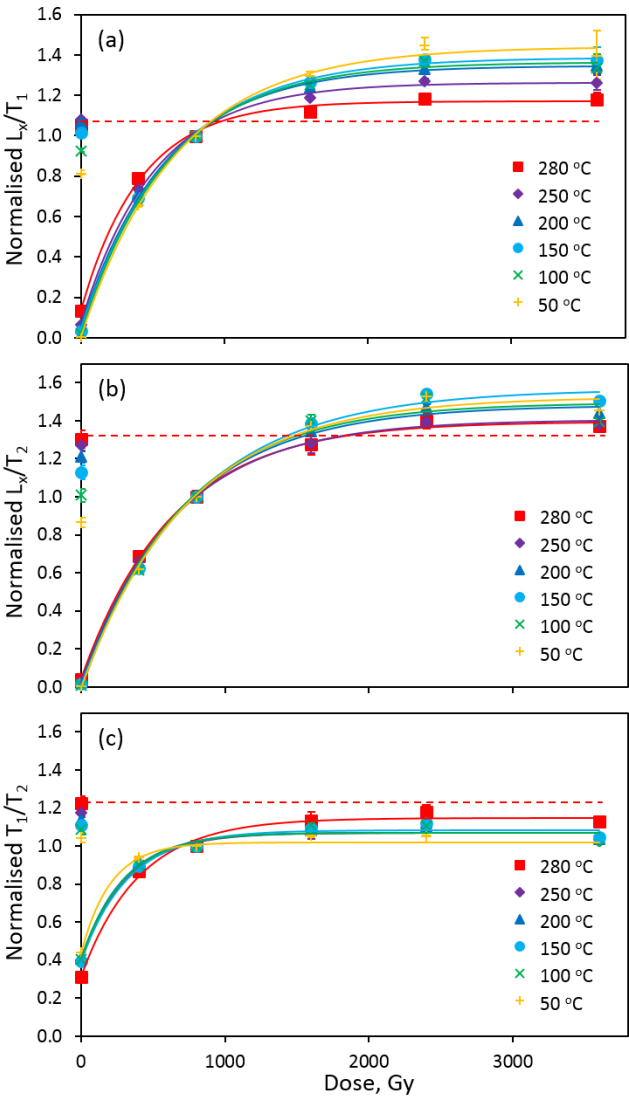 (a)
Normalised Lx/T1
1.6
1.4
1.2
1.0
0.8
0.6
0.4
0.2
0.0
280 °C
250 °C
200 °C
150 °C
100 °C
50 °C
(b)
Normalised Lx/T2
1.6
1.4
1.2
1.0
0.8
0.6
0.4
0.2
0.0
280 °C
250 °C
200 °C
150 °C
100 °C
50 °C
(c)
Normalised T1/T2
1.6
1.4
1.2
1.0
0.8
0.6
0.4
0.2
0.0
280 °C
250 °C
200 °C
150 °C
100 °C
50 °C
0 1000 2000 3000
Dose, Gy